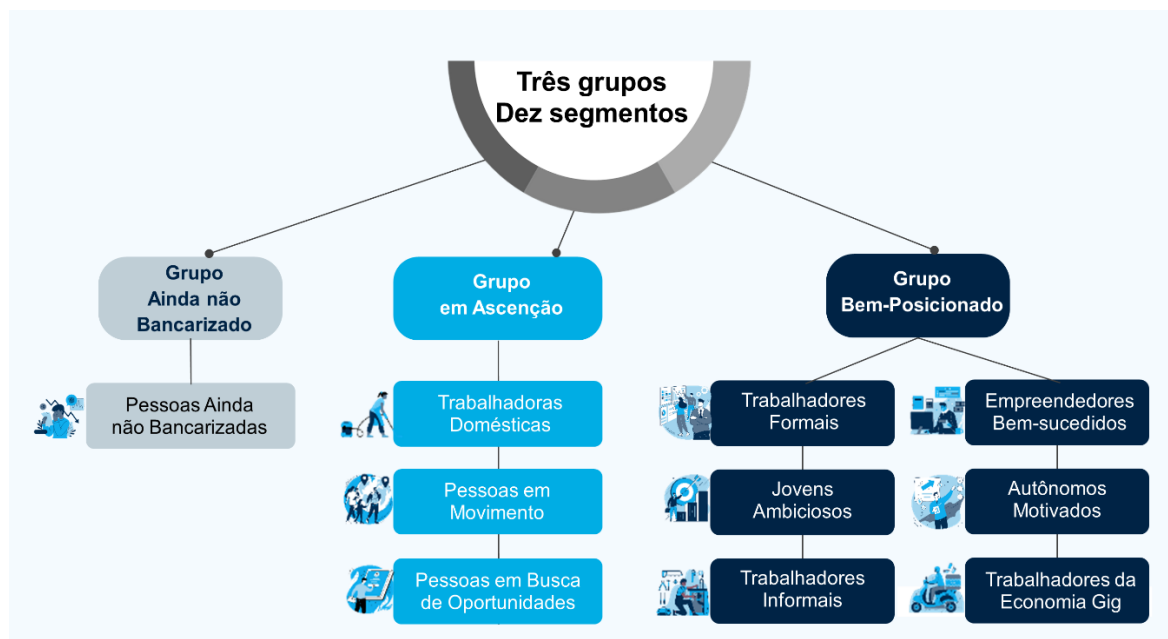 Três grupos
Dez segmentos
Grupo
Ainda não
Bancarizado
Pessoas Ainda
não Bancarizadas
Grupo
em Ascenção
Trabalhadoras
Domésticas
Pessoas em
Movimento
Pessoas em Busca
de Oportunidades
Grupo
Bem-Posicionado
Trabalhadores
Formais
Jovens
Ambiciosos
Trabalhadores
Informais
Empreendedores
Bem-sucedidos
Autônomos
Motivados
Trabalhadores da
Economia Gig